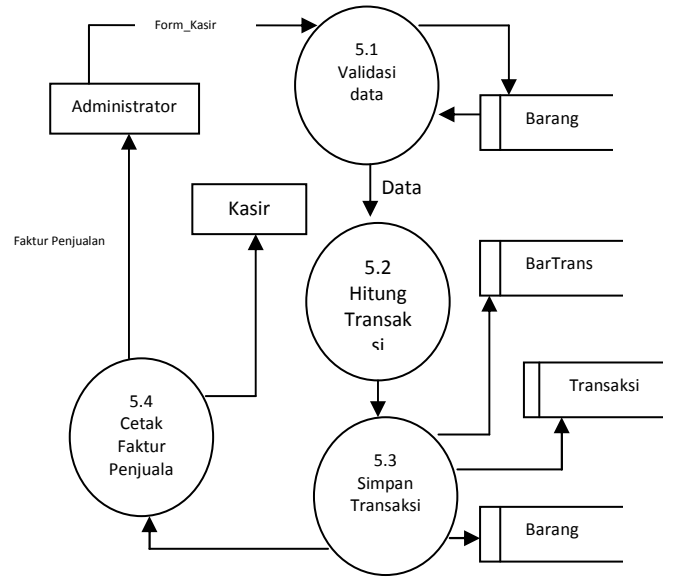 Form_Kasir
5.1
Validasi
data
Administrator
Barang
Data
Kasir
Faktur Penjualan
5.2
Hitung
Transak
si
BarTrans
Transaksi
5.4
Cetak
Faktur
Penjuala
5.3
Simpan
Transaksi
Barang